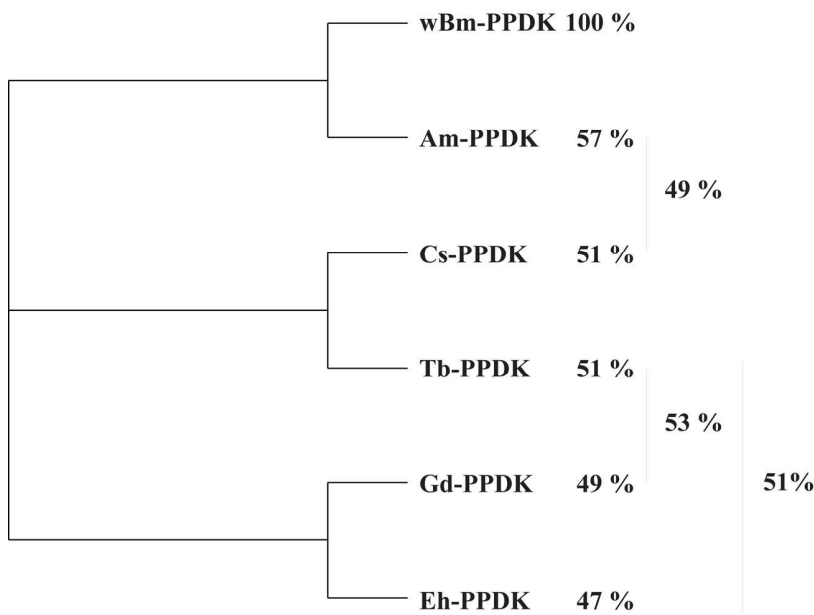 wBm-PPDK 100 %
Am-PPDK 57 %
49 %
Cs-PPDK 51 %
Tb-PPDK 51 %
53 %
Gd-PPDK 49 %
51%
Eh-PPDK 47 %